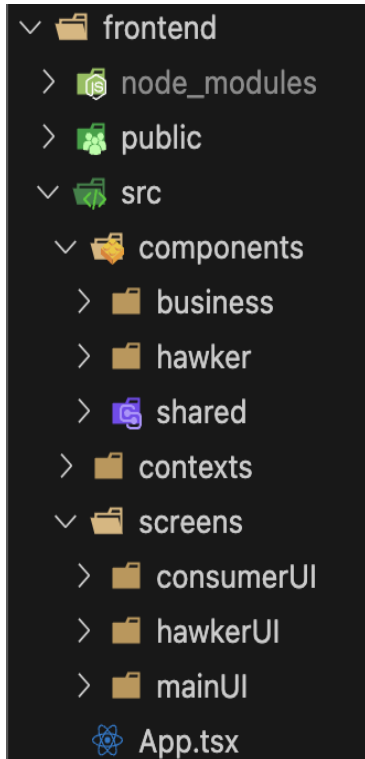 frontend
node_modules
public
src
components
business
hawker
shared
contexts
screens
consumerUI
hawkerUI
mainUI
App.tsx